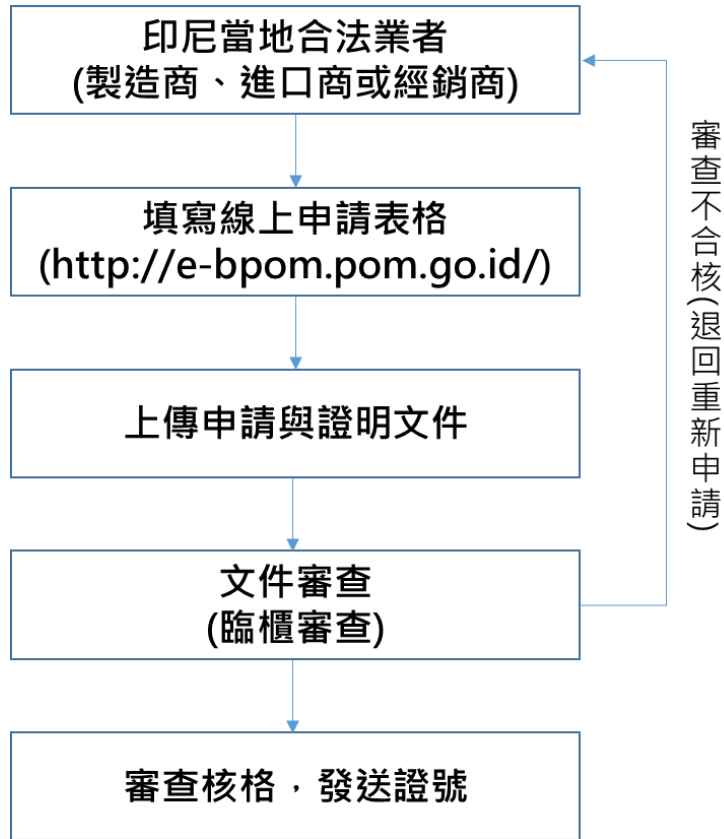 印尼當地合法業者
(製造商、進口商或經銷商)
填寫線上申請表格
(http://e-bpom.pom.go.id/)
上傳申請與證明文件
文件審查
(臨櫃審查)
審查核格，發送證號
審查不合核(退回重新申請)